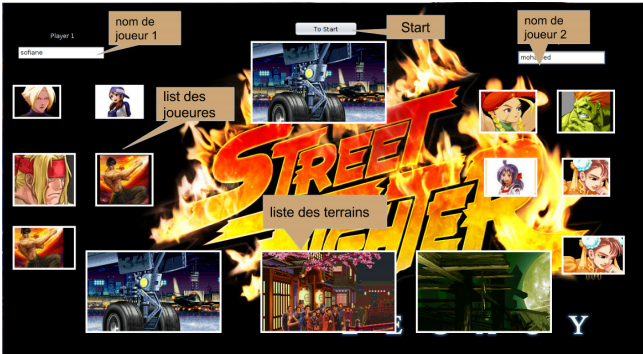 Player 1
nom de
joueur 1
To Start
Start
nom de
joueur 2
sofiane
list des
joueures
STREET
FIGHTER
liste des terrains